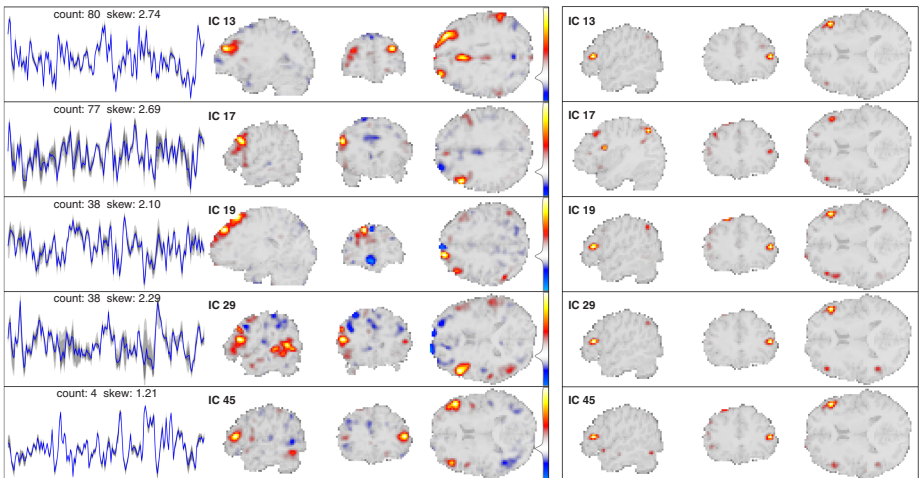 count: 80 skew: 2.74
IC 13
IC 13
count: 77 skew: 2.69
IC 17
IC 17
count: 38 skew: 2.10
IC 19
IC 19
count: 38 skew: 2.29
IC 29
IC 29
count: 4 skew: 1.21
IC 45
IC 45